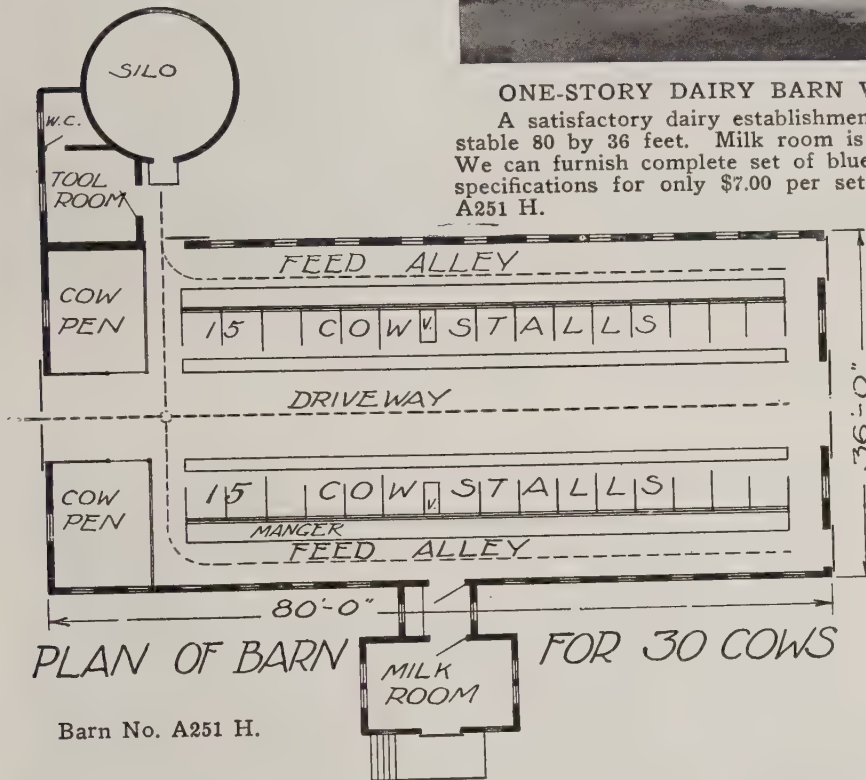 ONE-STORY DAIRY BARN
A satisfactory dairy establishmen
stable 80 by 36 feet. Milk room is
We can furnish complete set of blue
specifications for only $7.00 per set
A251 H.
SILO
W.C.
TOOL
ROOM
FEED ALLEY
COW
PEN
15 COW V. STALLS
DRIVEWAY
36'-0"
15 COW V. STALLS
COW
PEN
MANGER
FEED ALLEY
80'-0"
PLAN OF BARN FOR 30 COWS
MILK
ROOM
Barn No. A251 H.